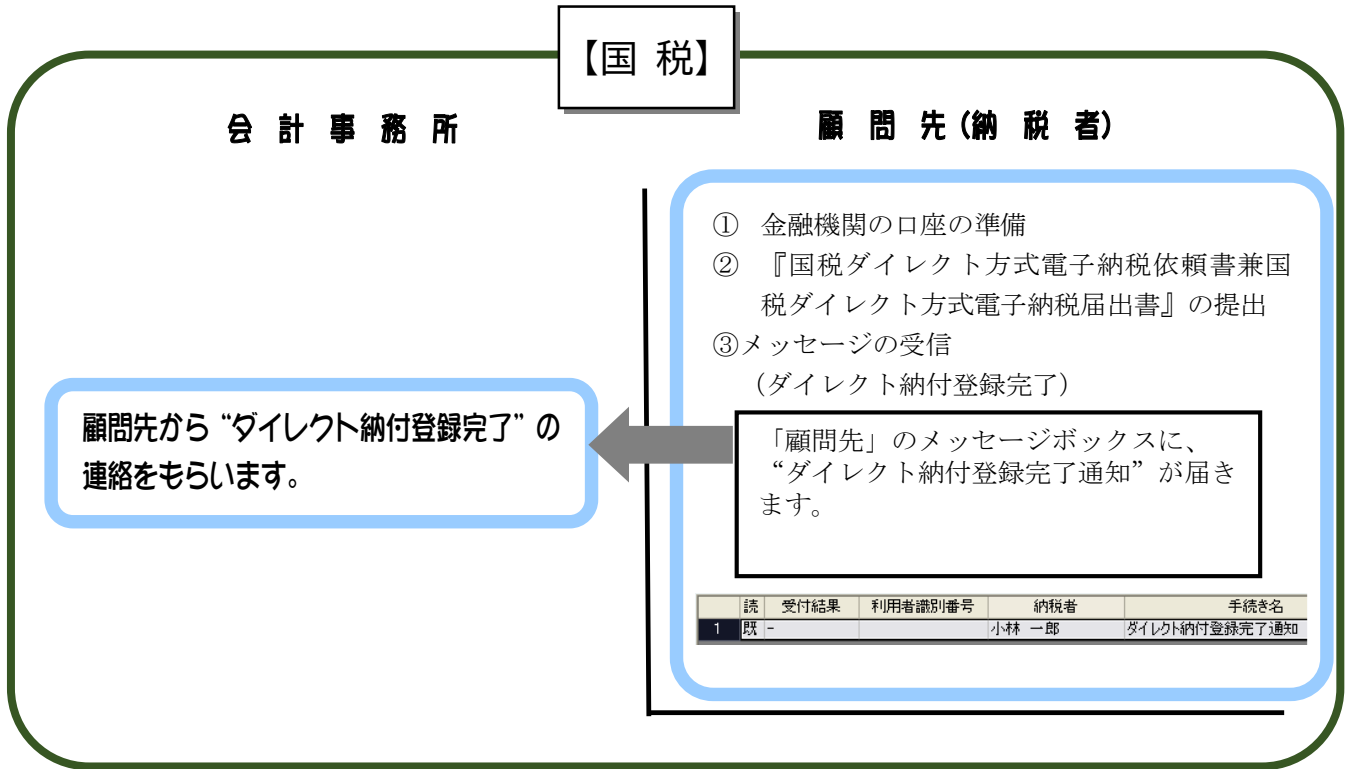 【国 税】
会 計 事 務 所
顧 問 先(納 税 者)
① 金融機関の口座の準備
② 『国税ダイレクト方式電子納税依頼書兼国
税ダイレクト方式電子納税届出書』の提出
③メッセージの受信
(ダイレクト納付登録完了)
顧問先から “ダイレクト納付登録完了” の
連絡をもらいます。
「顧問先」のメッセージボックスに、
“ダイレクト納付登録完了通知”が届き
ます。
読 受付結果 利用者識別番号 納税者 手続き名
1 既 - 小林 一郎 ダイレクト納付登録完了通知